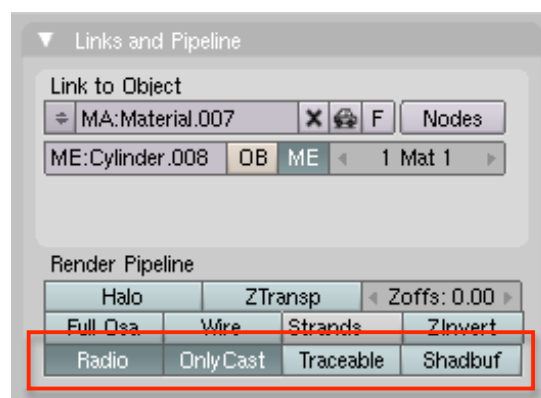 Links and Pipeline
Link to Object
MA:Material.007 F Nodes
ME:Cylinder.008 OB ME 1 Mat 1
Render Pipeline
Halo ZTransp Zoffs: 0.00
Full Osa Wire Strands ZInvert
Radio OnlyCast Traceable Shadbuf